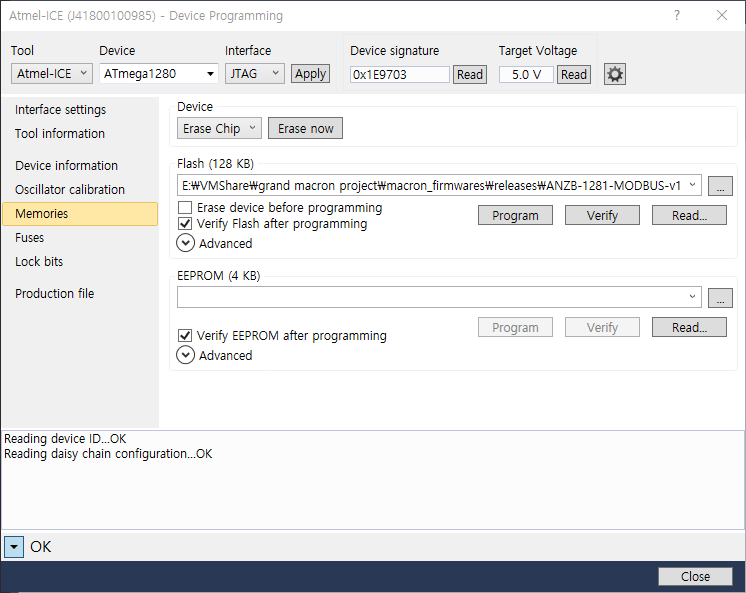 Atmel-ICE (J41800100985) - Device Programming
?
Tool
Device
Interface
Device signature
Target Voltage
Atmel-ICE
ATmega1280
JTAG
Apply
0x1E9703
Read
5.0 V
Read
Interface settings
Tool information
Device information
Oscillator calibration
Memories
Fuses
Lock bits
Production file
Device
Erase Chip
Erase now
Flash (128 KB)
E:₩VMShare₩grand macron project₩macron_firmwares₩releases₩ANZB-1281-MODBUS-v1
...
Erase device before programming
Verify Flash after programming
Program
Verify
Read...
Advanced
EEPROM (4 KB)
...
Program
Verify
Read...
Verify EEPROM after programming
Advanced
Reading device ID...OK
Reading daisy chain configuration...OK
OK
Close